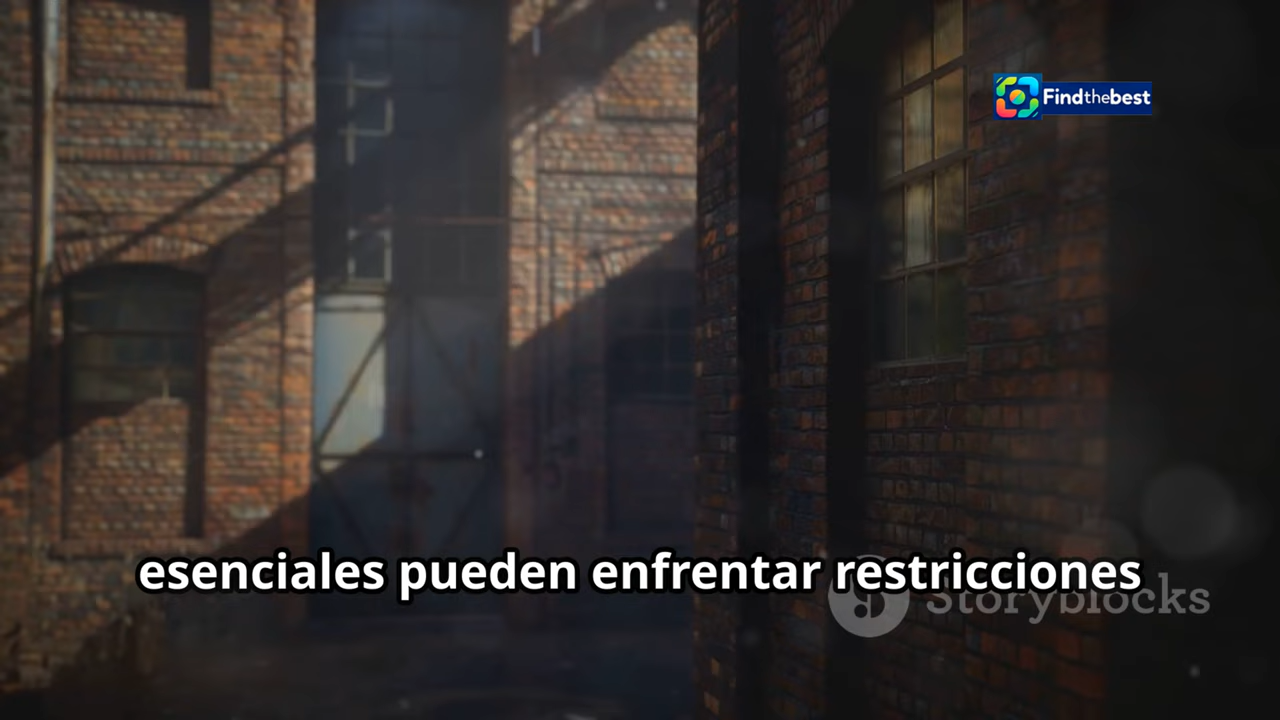 Findthebest
esenciales pueden enfrentar restricciones
Storyblocks